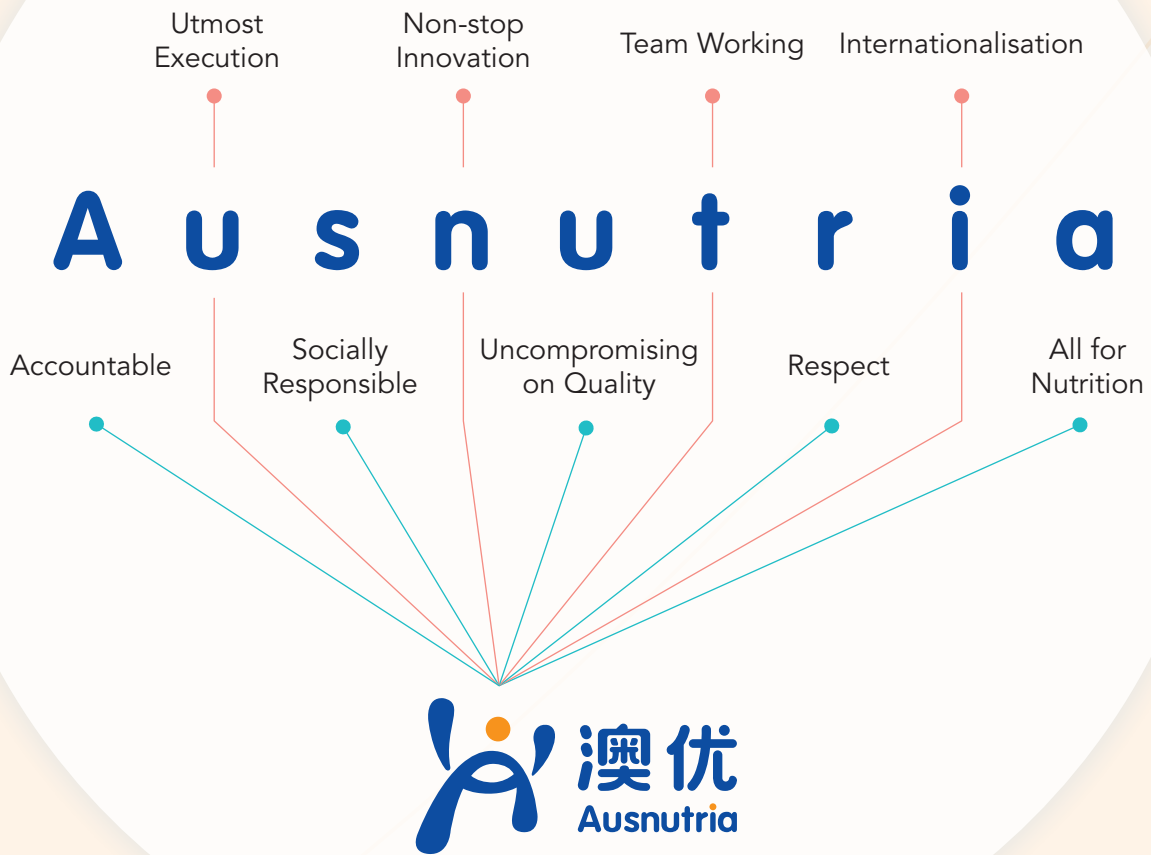 Utmost
Execution
Non-stop
Innovation
Team Working
Internationalisation
Ausnutria
Accountable
Socially
Responsible
Uncompromising
on Quality
Respect
All for
Nutrition
澳优
Ausnutria